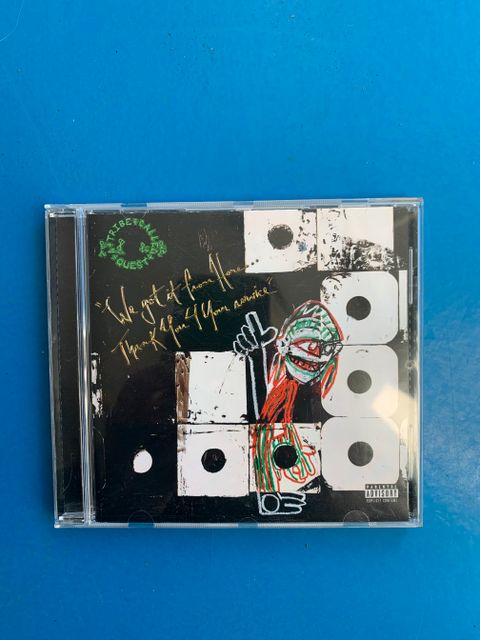 A TRIBE CALLED QUEST
"We got it from Here...
Thank You 4 Your service"
PARENTAL
ADVISORY
EXPLICIT CONTENT